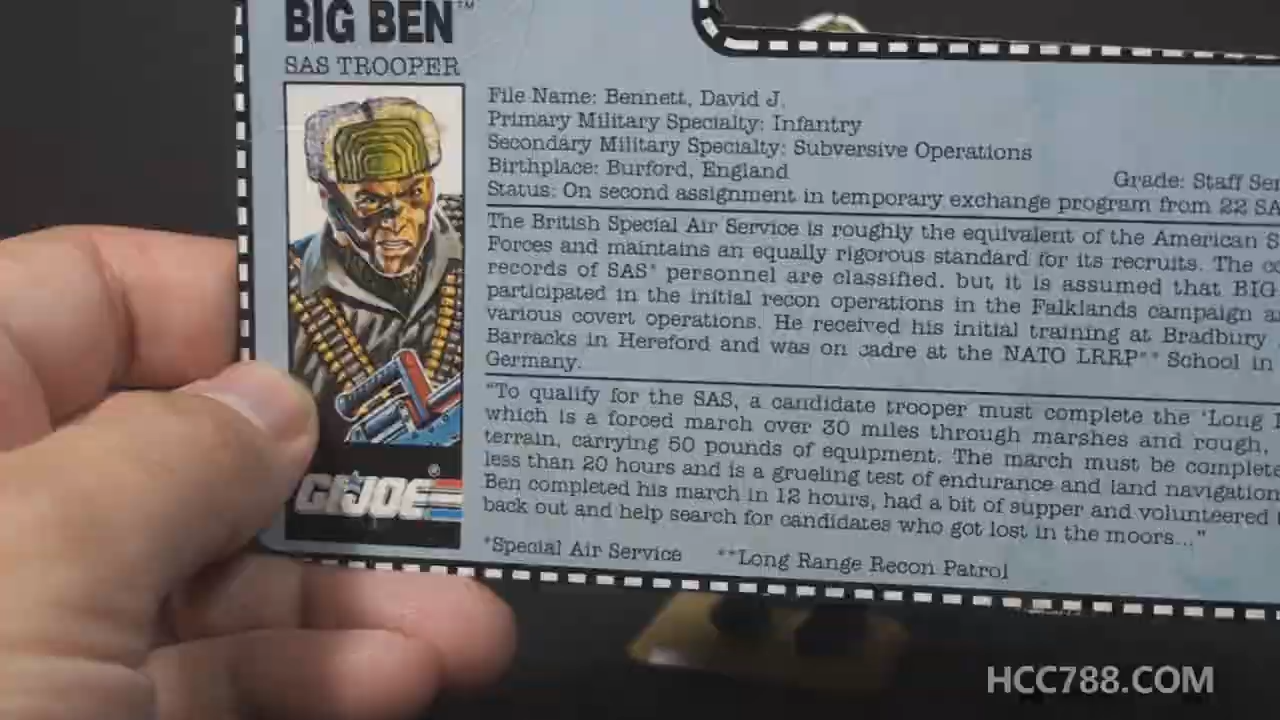 BIG BEN™
SAS TROOPER
File Name: Bennett, David J.
Primary Military Specialty: Infantry
Secondary Military Specialty: Subversive Operations
Birthplace: Burford, England
Grade: Staff Ser
Status: On second assignment in temporary exchange program from 22 SA
The British Special Air Service is roughly the equivalent of the American S
Forces and maintains an equally rigorous standard for its recruits. The co
records of SAS* personnel are classified, but it is assumed that BIG
participated in the initial recon operations in the Falklands campaign a
various covert operations. He received his initial training at Bradbury
Barracks in Hereford and was on cadre at the NATO LRRP** School in
Germany.
"To qualify for the SAS, a candidate trooper must complete the 'Long
which is a forced march over 30 miles through marshes and rough,
terrain, carrying 50 pounds of equipment. The march must be complete
less than 20 hours and is a grueling test of endurance and land navigation
Ben completed his march in 12 hours, had a bit of supper and volunteered
back out and help search for candidates who got lost in the moors..."
*Special Air Service **Long Range Recon Patrol
G.I. JOE®
HCC788.COM